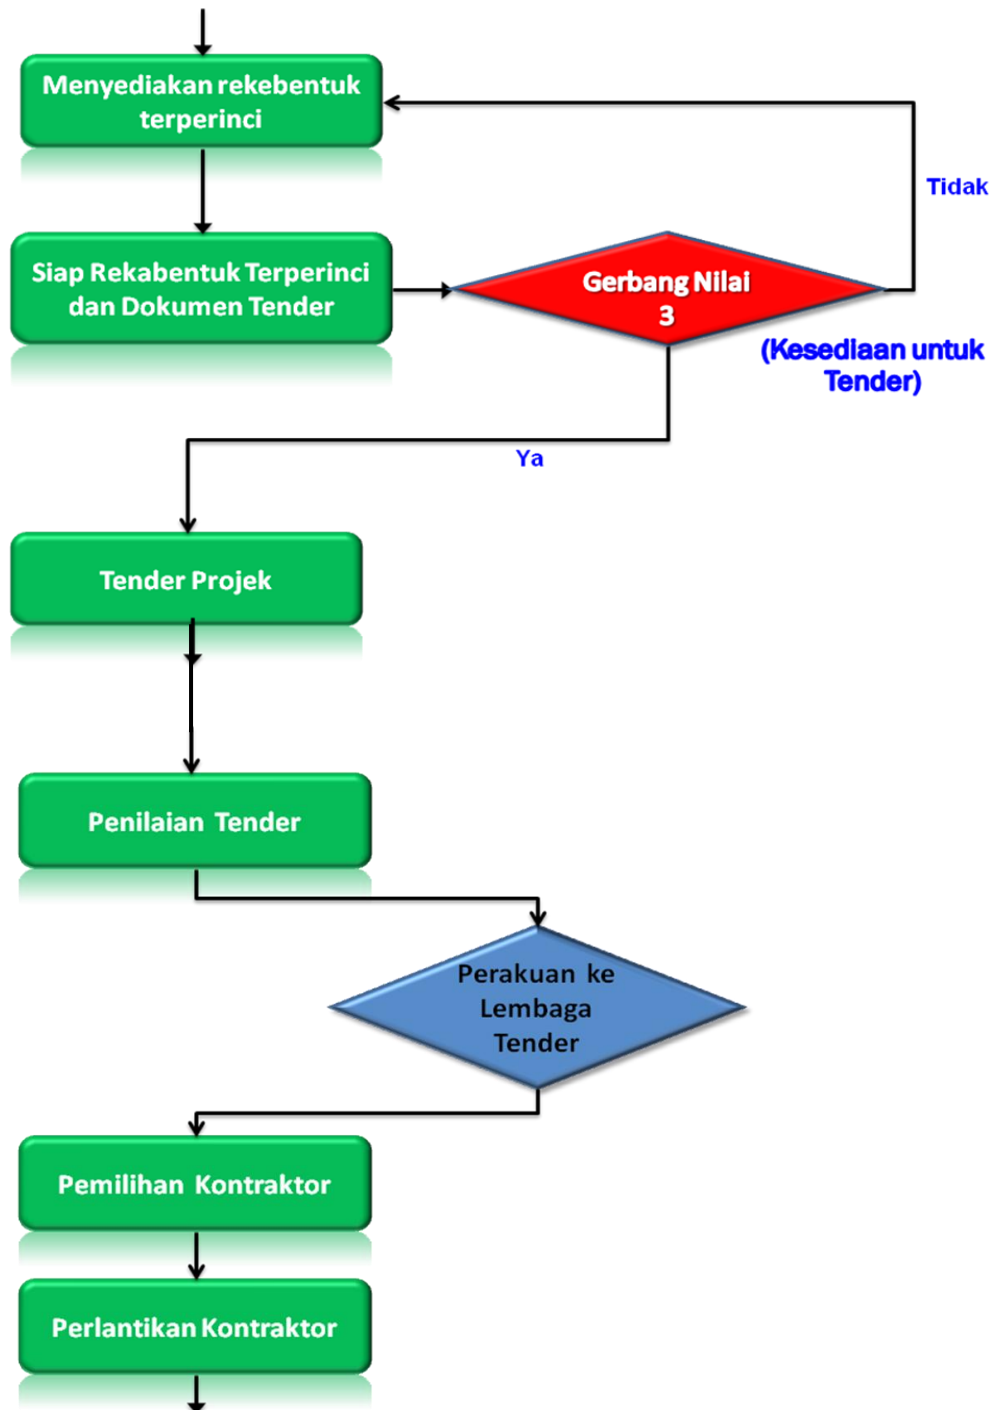 Menyediakan rekebentuk
terperinci
Tidak
Siap Rekabentuk Terperinci
dan Dokumen Tender
Gerbang Nilai
3
(Kesediaan untuk
Tender)
Ya
Tender Projek
Penilaian Tender
Perakuan ke
Lembaga
Tender
Pemilihan Kontraktor
Perlantikan Kontraktor